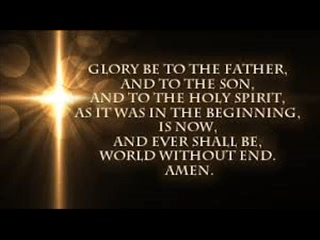 GLORY BE TO THE FATHER,
AND TO THE SON,
AND TO THE HOLY SPIRIT,
AS IT WAS IN THE BEGINNING,
IS NOW,
AND EVER SHALL BE,
WORLD WITHOUT END.
AMEN.